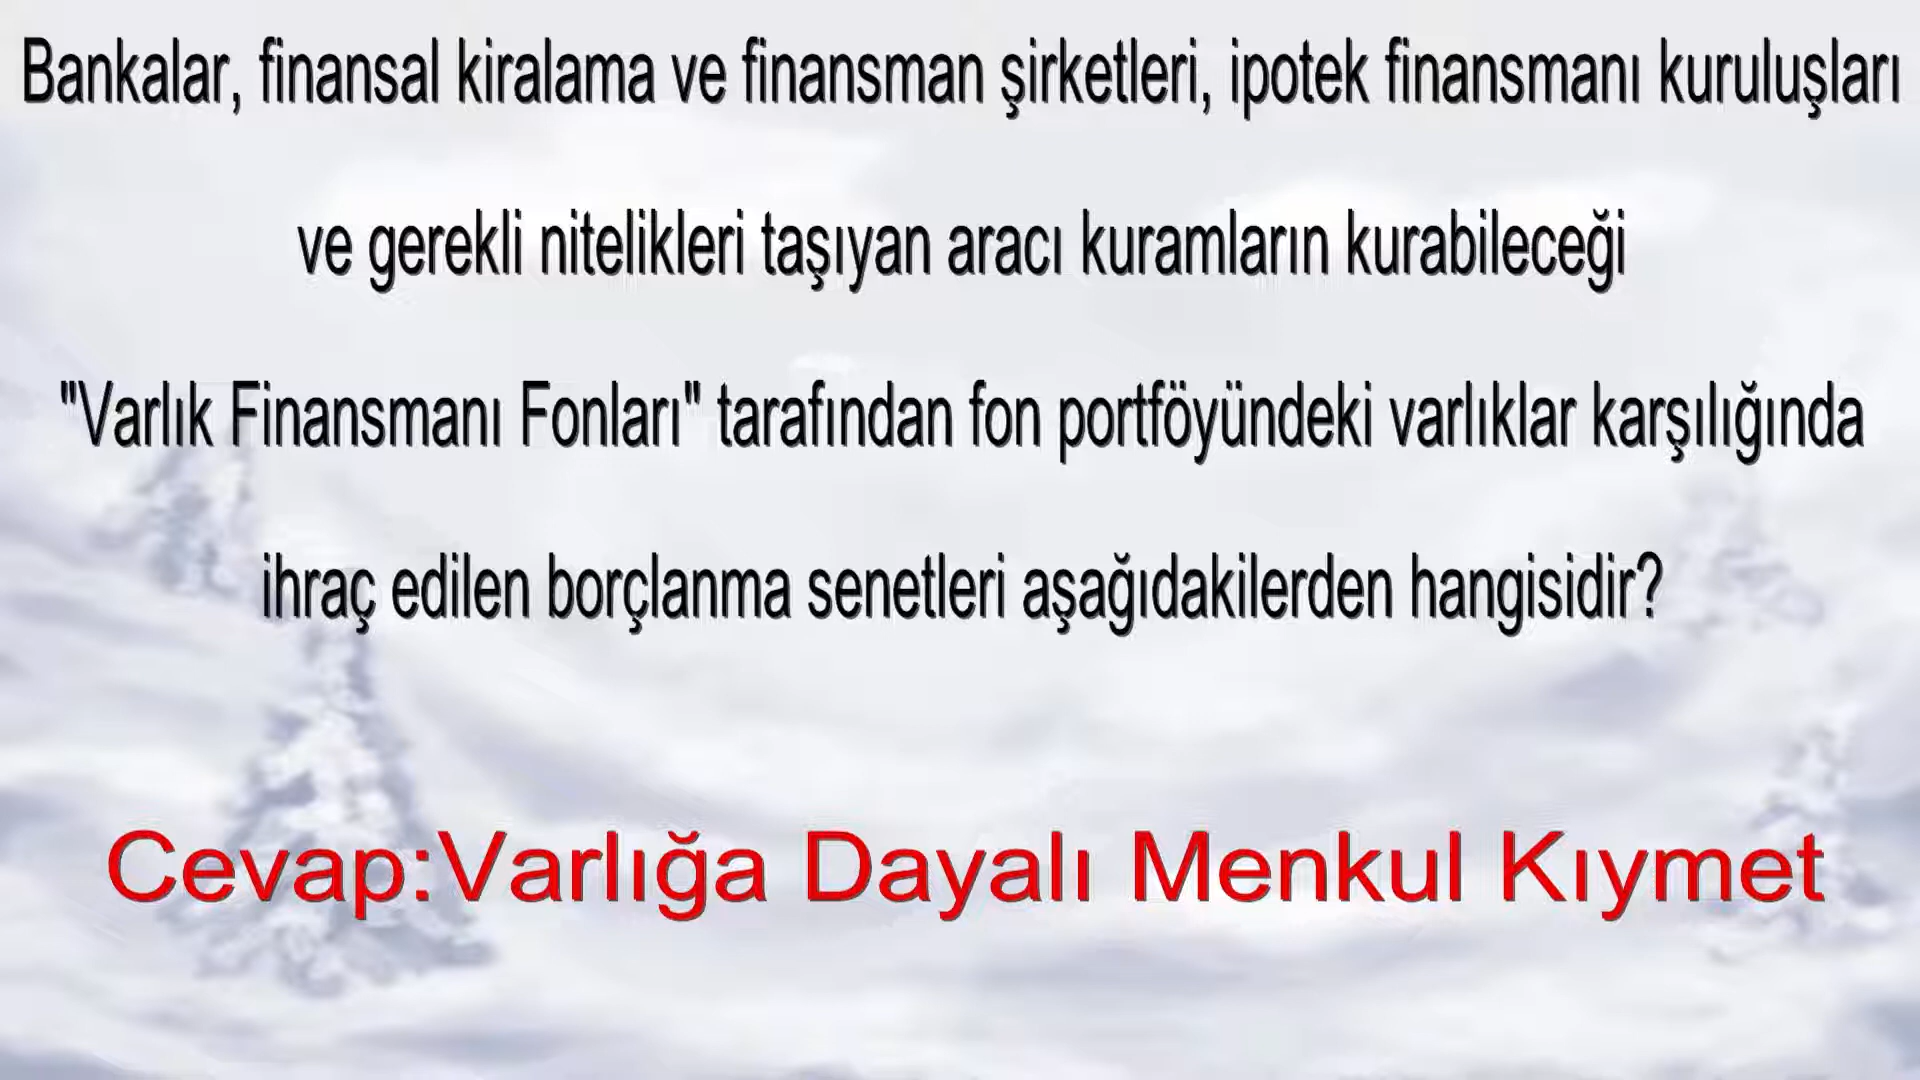 Bankalar, finansal kiralama ve finansman şirketleri, ipotek finansmanı kuruluşları
ve gerekli nitelikleri taşıyan aracı kuramların kurabileceği
"Varlık Finansmanı Fonları" tarafından fon portföyündeki varlıklar karşılığında
ihraç edilen borçlanma senetleri aşağıdakilerden hangisidir?
Cevap:Varlığa Dayalı Menkul Kıymet